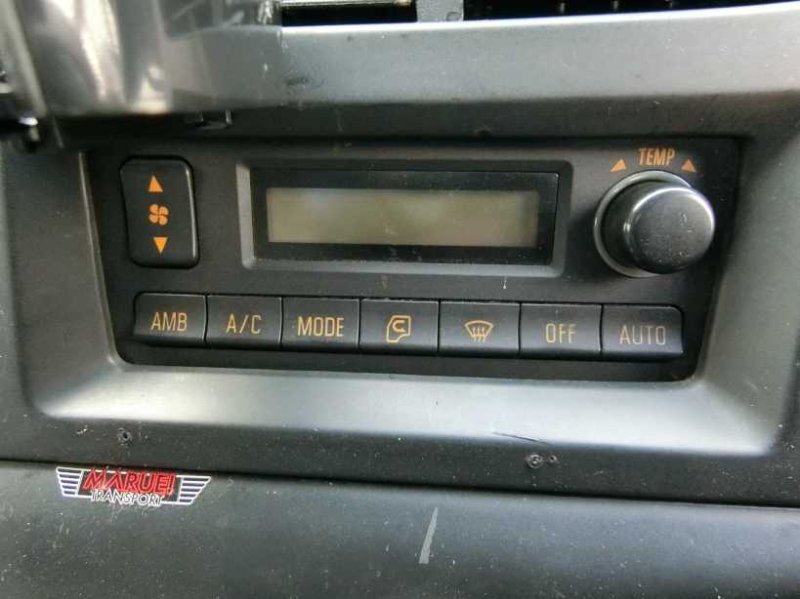 TEMP
AMB A/C MODE OFF AUTO
MARUEI
TRANSPORT